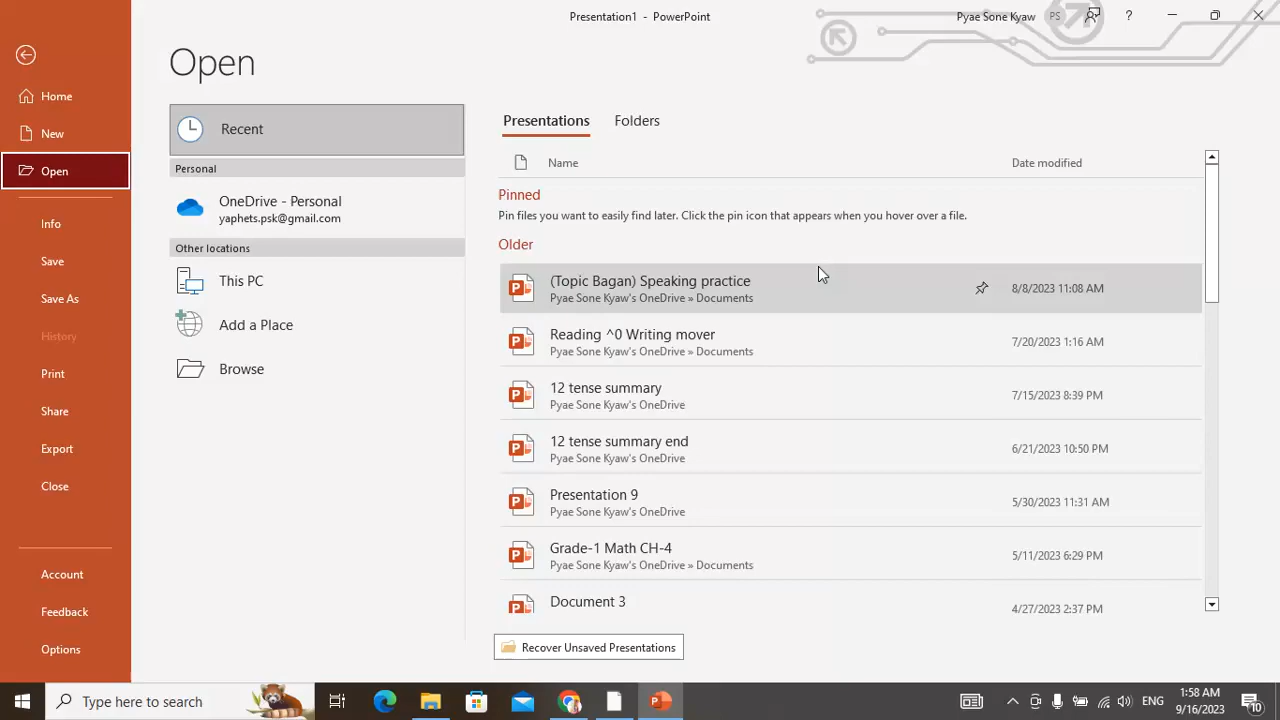 Presentation1 - PowerPoint
Pyae Sone Kyaw PS ?
Open
Home
New
Open
Info
Save
Save As
History
Print
Share
Export
Close
Account
Feedback
Options
Recent
Personal
OneDrive - Personal
yaphets.psk@gmail.com
Other locations
This PC
Add a Place
Browse
Presentations Folders
Name Date modified
Pinned
Pin files you want to easily find later. Click the pin icon that appears when you hover over a file.
Older
(Topic Bagan) Speaking practice
Pyae Sone Kyaw's OneDrive » Documents
8/8/2023 11:08 AM
Reading ^0 Writing mover
Pyae Sone Kyaw's OneDrive » Documents
7/20/2023 1:16 AM
12 tense summary
Pyae Sone Kyaw's OneDrive
7/15/2023 8:39 PM
12 tense summary end
Pyae Sone Kyaw's OneDrive
6/21/2023 10:50 PM
Presentation 9
Pyae Sone Kyaw's OneDrive
5/30/2023 11:31 AM
Grade-1 Math CH-4
Pyae Sone Kyaw's OneDrive » Documents
5/11/2023 6:29 PM
Document 3
4/27/2023 2:37 PM
Recover Unsaved Presentations
Type here to search
ENG
1:58 AM
9/16/2023
10